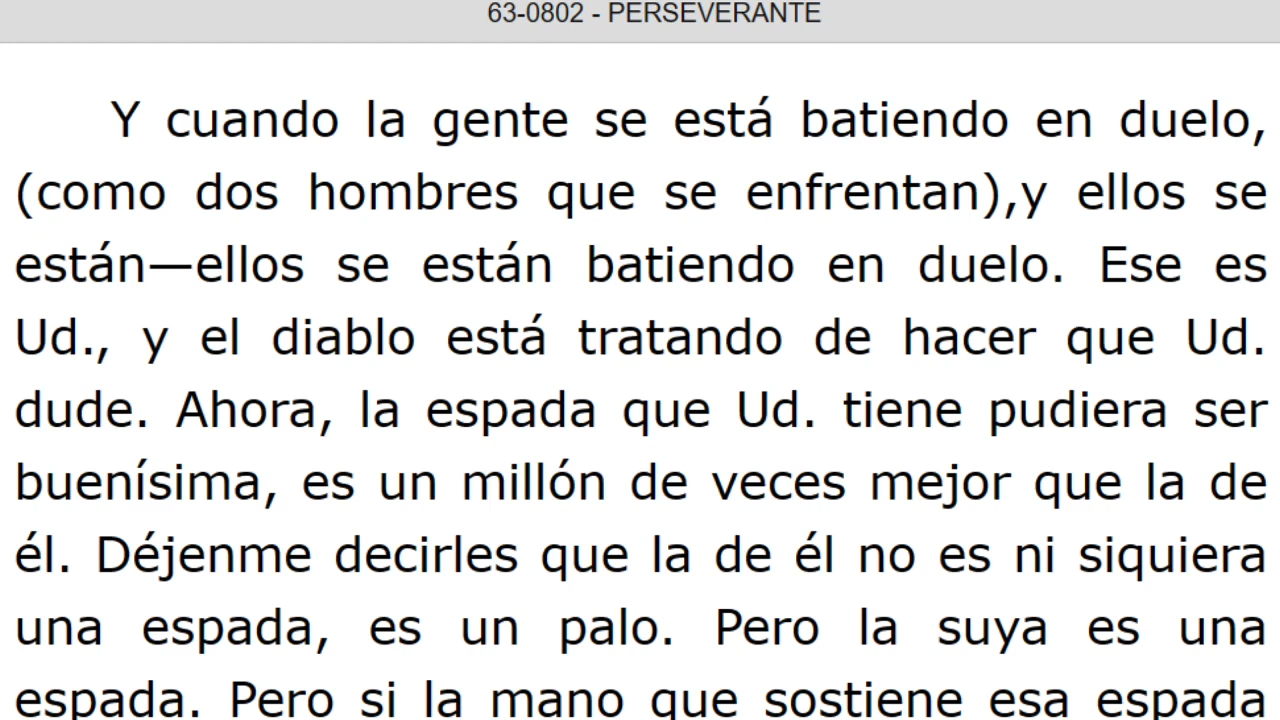 63-0802 - PERSEVERANTE
Y cuando la gente se está batiendo en duelo,
(como dos hombres que se enfrentan),y ellos se
están—ellos se están batiendo en duelo. Ese es
Ud., y el diablo está tratando de hacer que Ud.
dude. Ahora, la espada que Ud. tiene pudiera ser
buenísima, es un millón de veces mejor que la de
él. Déjenme decirles que la de él no es ni siquiera
una espada, es un palo. Pero la suya es una
espada. Pero si la mano que sostiene esa espada